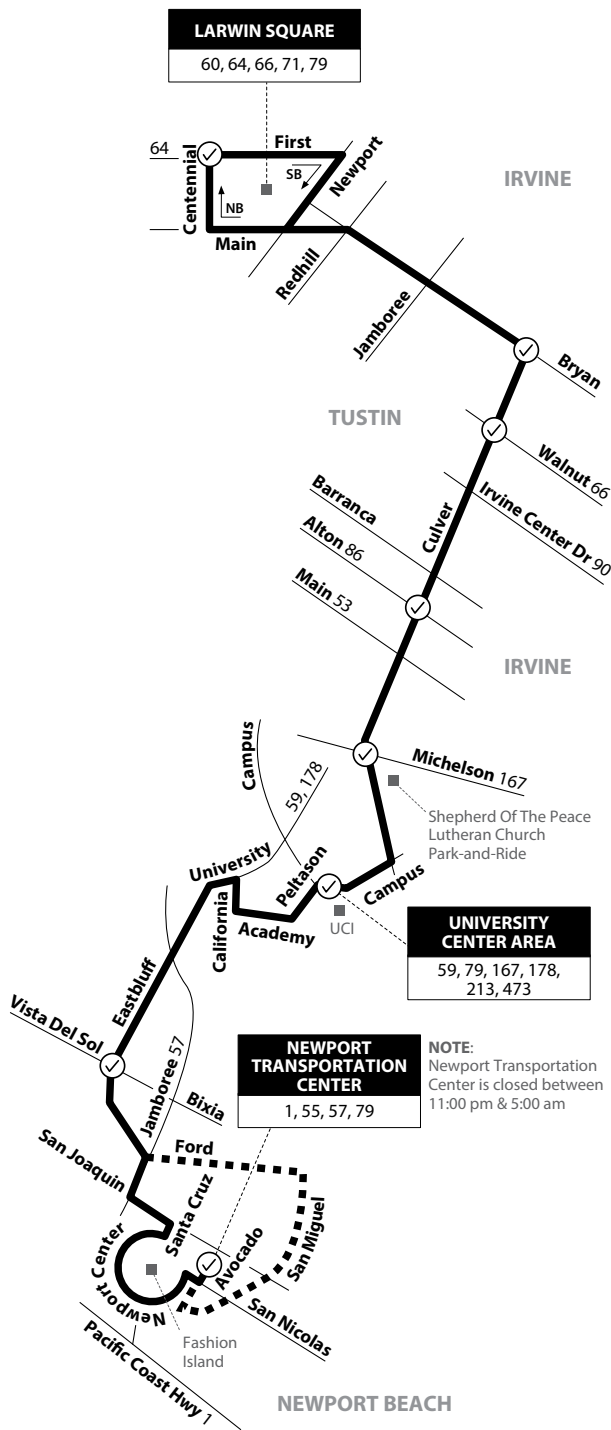 LARWIN SQUARE
60, 64, 66, 71, 79
64
First
Newport
SB
Centennial
NB
Main
Redhill
IRVINE
Jamboree
Bryan
TUSTIN
Walnut 66
Irvine Center Dr 90
Barranca
Culver
Alton 86
Main 53
IRVINE
Campus
Michelson 167
59, 178
Shepherd Of The Peace
Lutheran Church
Park-and-Ride
University
Peltason
Campus
California
Academy
UCI
UNIVERSITY
CENTER AREA
59, 79, 167, 178,
213, 473
Eastbluff
Vista Del Sol
Jamboree 57
Bixia
NEWPORT
TRANSPORTATION
CENTER
1, 55, 57, 79
NOTE:
Newport Transportation
Center is closed between
11:00 pm & 5:00 am
Ford
San Joaquin
Santa Cruz
San Miguel
Avocado
Newport Center
San Nicolas
Fashion
Island
Pacific Coast Hwy 1
NEWPORT BEACH